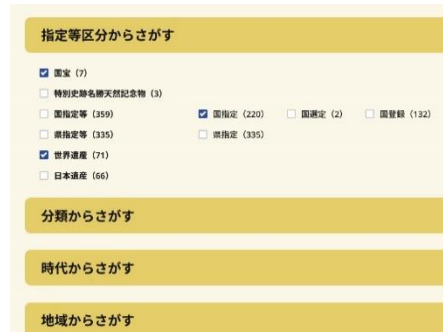 指定等区分からさがす
国宝（7）
特別史跡名勝天然記念物（3）
国指定等（359） 国指定（220） 国選定（2） 国登録（132）
県指定等（335） 県指定（335）
世界遺産（71）
日本遺産（66）
分類からさがす
時代からさがす
地域からさがす